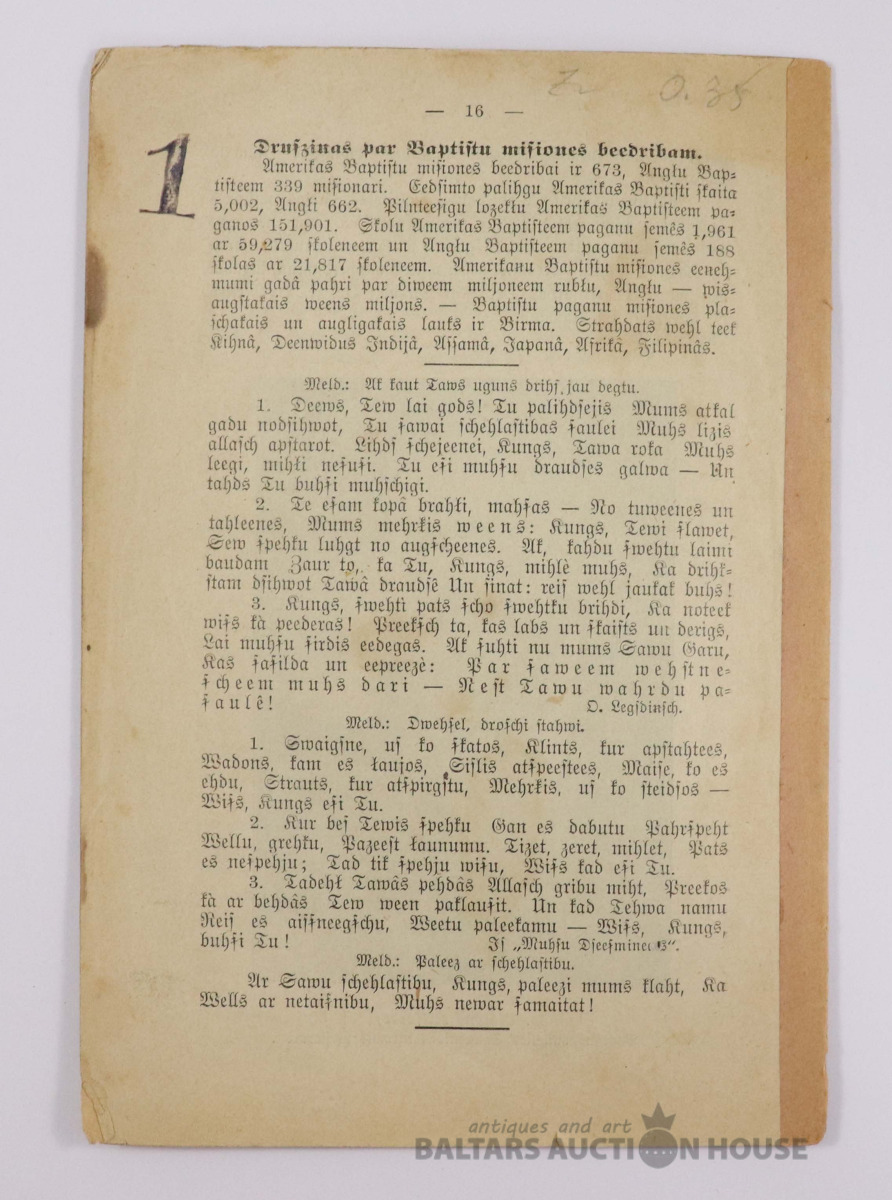 — 16 —
Z
0.35
1
Druſzinas par Baptiſtu miſiones beedribam.
Amerikas Baptiſtu miſiones beedribai ir 673, Angļu Bap-
tiſteem 339 miſionari. Eedſimto palihgu Amerikas Baptiſti ſkaita
5,002, Angļi 662. Pilnteeſigu lozekļu Amerikas Baptiſteem pa-
ganos 151,901. Skolu Amerikas Baptiſteem paganu ſemês 1,961
ar 59,279 ſkoleneem un Angļu Baptiſteem paganu ſemês 188
ſkolas ar 21,817 ſkoleneem. Amerikanu Baptiſtu miſiones eeneh-
mumi gadâ pahri par diweem miljoneem rubļu, Angļu — wis-
augſtakais weens miljons. — Baptiſtu paganu miſiones pla-
ſchakais un augligakais lauks ir Birma. Strahdats wehl teek
Kihnâ, Deenwidus Indijâ, Aſſamâ, Japanâ, Afrikâ, Filipinâs.
Meld.: Ak kaut Taws uguns drihſ jau degtu.
1. Deews, Tew lai gods! Tu palihdſejis Mums atkal
gadu nodſihwot, Tu ſawai ſchehlaſtibas ſaulei Muhs lizis
allaſch apſtarot. Lihdſ ſchejeenei, Kungs, Tawa roka Muhs
leegi, mihļi neſuſi. Tu eſi muhſu draudſes galwa — Un
tahds Tu buhſi muhſchigi.
2. Te eſam kopâ brahļi, mahſas — No tuweenes un
tahleenes, Mums mehrķis weens: Kungs, Tewi ſlawet,
Sew ſpehku luhgt no augſcheenes. Ak, kahdu ſwehtu laimi
baudam Zaur to, ka Tu, Kungs, mihlè muhs, Ka drihk-
ſtam dſihwot Tawâ draudſê Un ſinat: reiſ wehl jaukak buhs!
3. Kungs, ſwehti pats ſcho ſwehtku brihdi, Ka noteek
wiſs kà peederas! Preekſch ta, kas labs un ſkaiſts un derigs,
Lai muhſu ſirdis eedegas. Ak ſuhti nu mums Sawu Garu,
Kas ſaſilda un eepreezè: Par ſaweem wehſtne-
ſcheem muhs dari — Neſt Tawu wahrdu pa-
ſaulê!
O. Legſdinſch.
Meld.: Dwehſel, droſchi ſtahwi.
1. Swaigſne, uſ ko ſkatos, Klints, kur apſtahtees,
Wadons, kam es ļaujos, Siſlis atſpeeſtees, Maiſe, ko es
ehdu, Strauts, kur atſpirgſtu, Mehrķis, uſ ko ſteidſos —
Wiſs, Kungs eſi Tu.
2. Kur beſ Tewis ſpehku Gan es dabutu Pahrſpeht
Wellu, grehku, Pazeeſt ļaunumu. Tizet, zeret, mihlet, Pats
es neſpehju; Tad tik ſpehju wiſu, Wiſs kad eſi Tu.
3. Tadehļ Tawâs pehdâs Allaſch gribu miht, Preekos
kà ar behdâs Tew ween paklauſit. Un kad Tehwa namu
Reiſ es aiſſneegſchu, Weetu paleekamu — Wiſs, Kungs,
buhſi Tu!
Iſ „Muhſu Dſeeſmine
Meld.: Paleez ar ſchehlaſtibu.
Ar Sawu ſchehlaſtibu, Kungs, paleezi mums klaht, Ka
Wells ar netaiſnibu, Muhs newar ſamaitat!
antiques and art
BALTARS AUCTION HOUSE